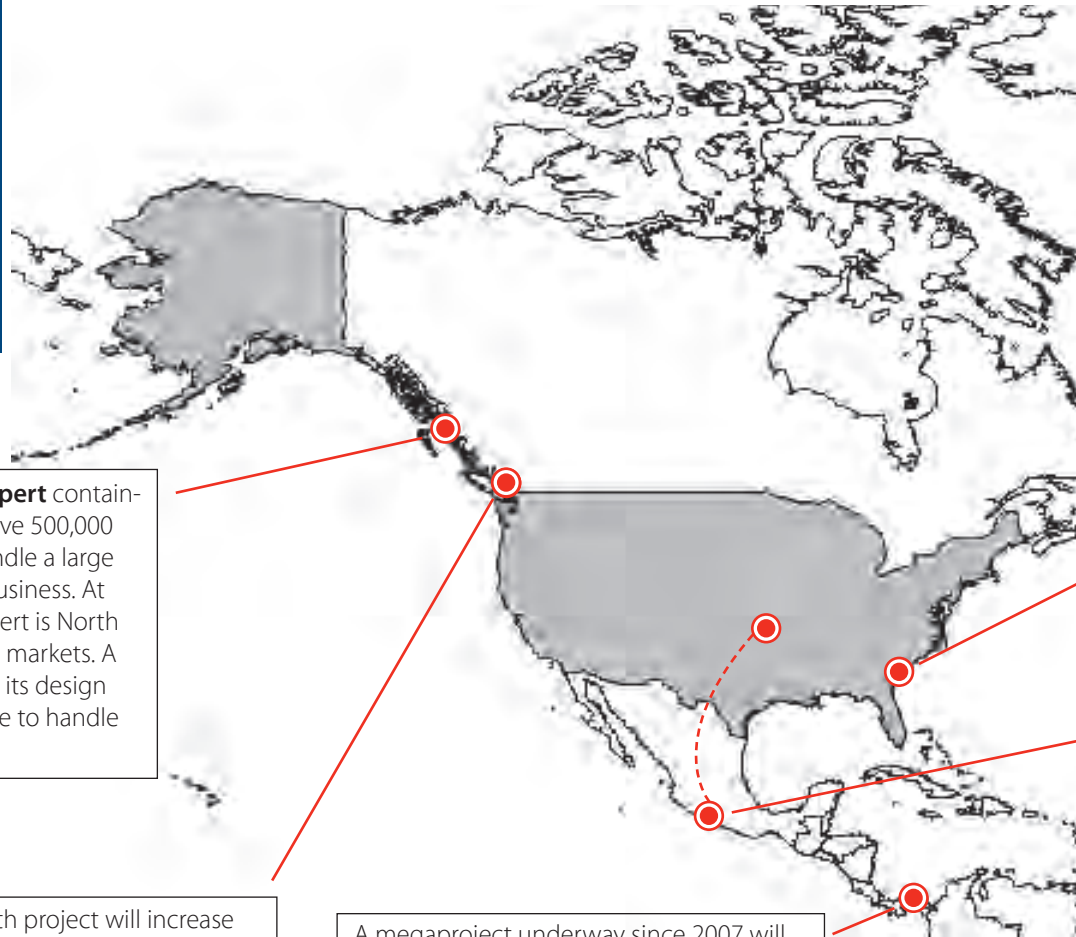 pert contain-
ve 500,000
ndle a large
usiness. At
ert is North
markets. A
its design
e to handle
th project will increase
A megaproject underway since 2007 will